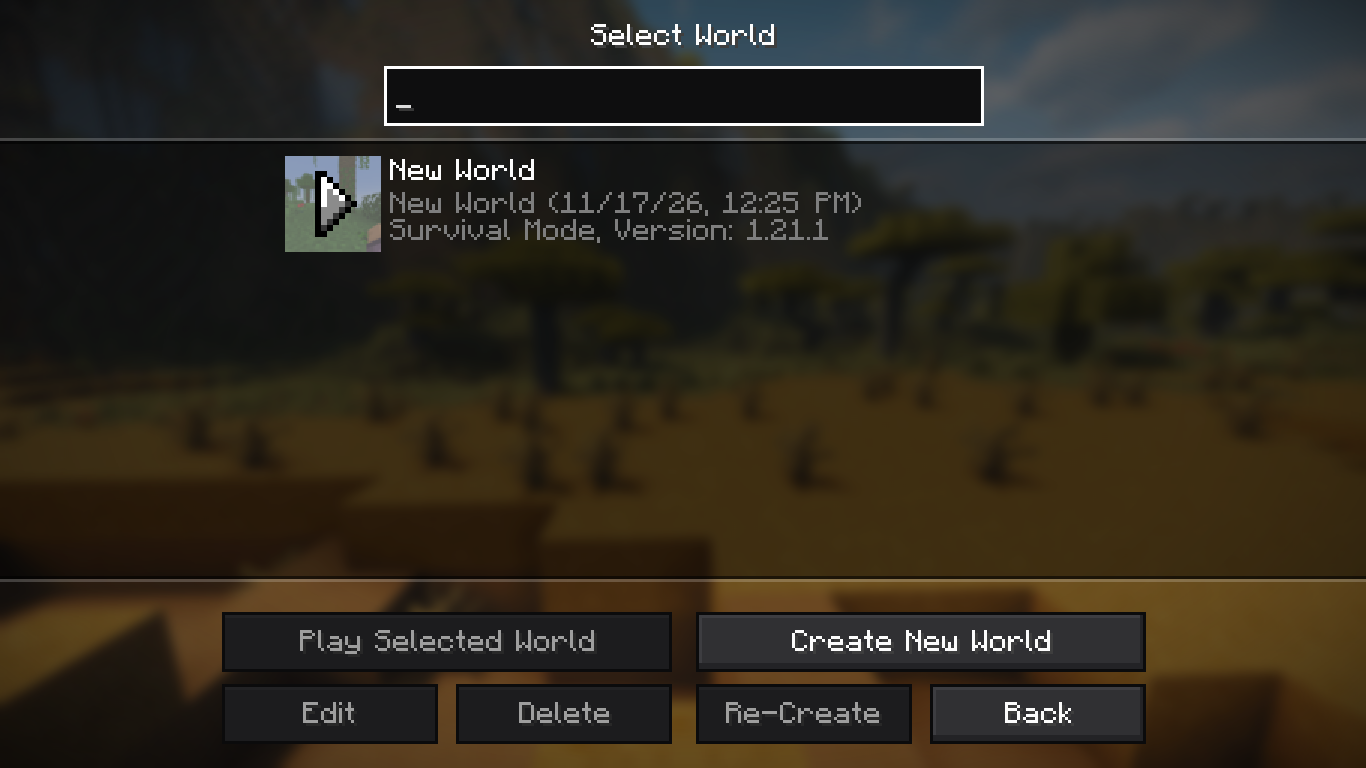 Select World
_
New World
New World (11/17/26, 12:25 PM)
Survival Mode, Version: 1.21.1
Play Selected World
Create New World
Edit
Delete
Re-Create
Back